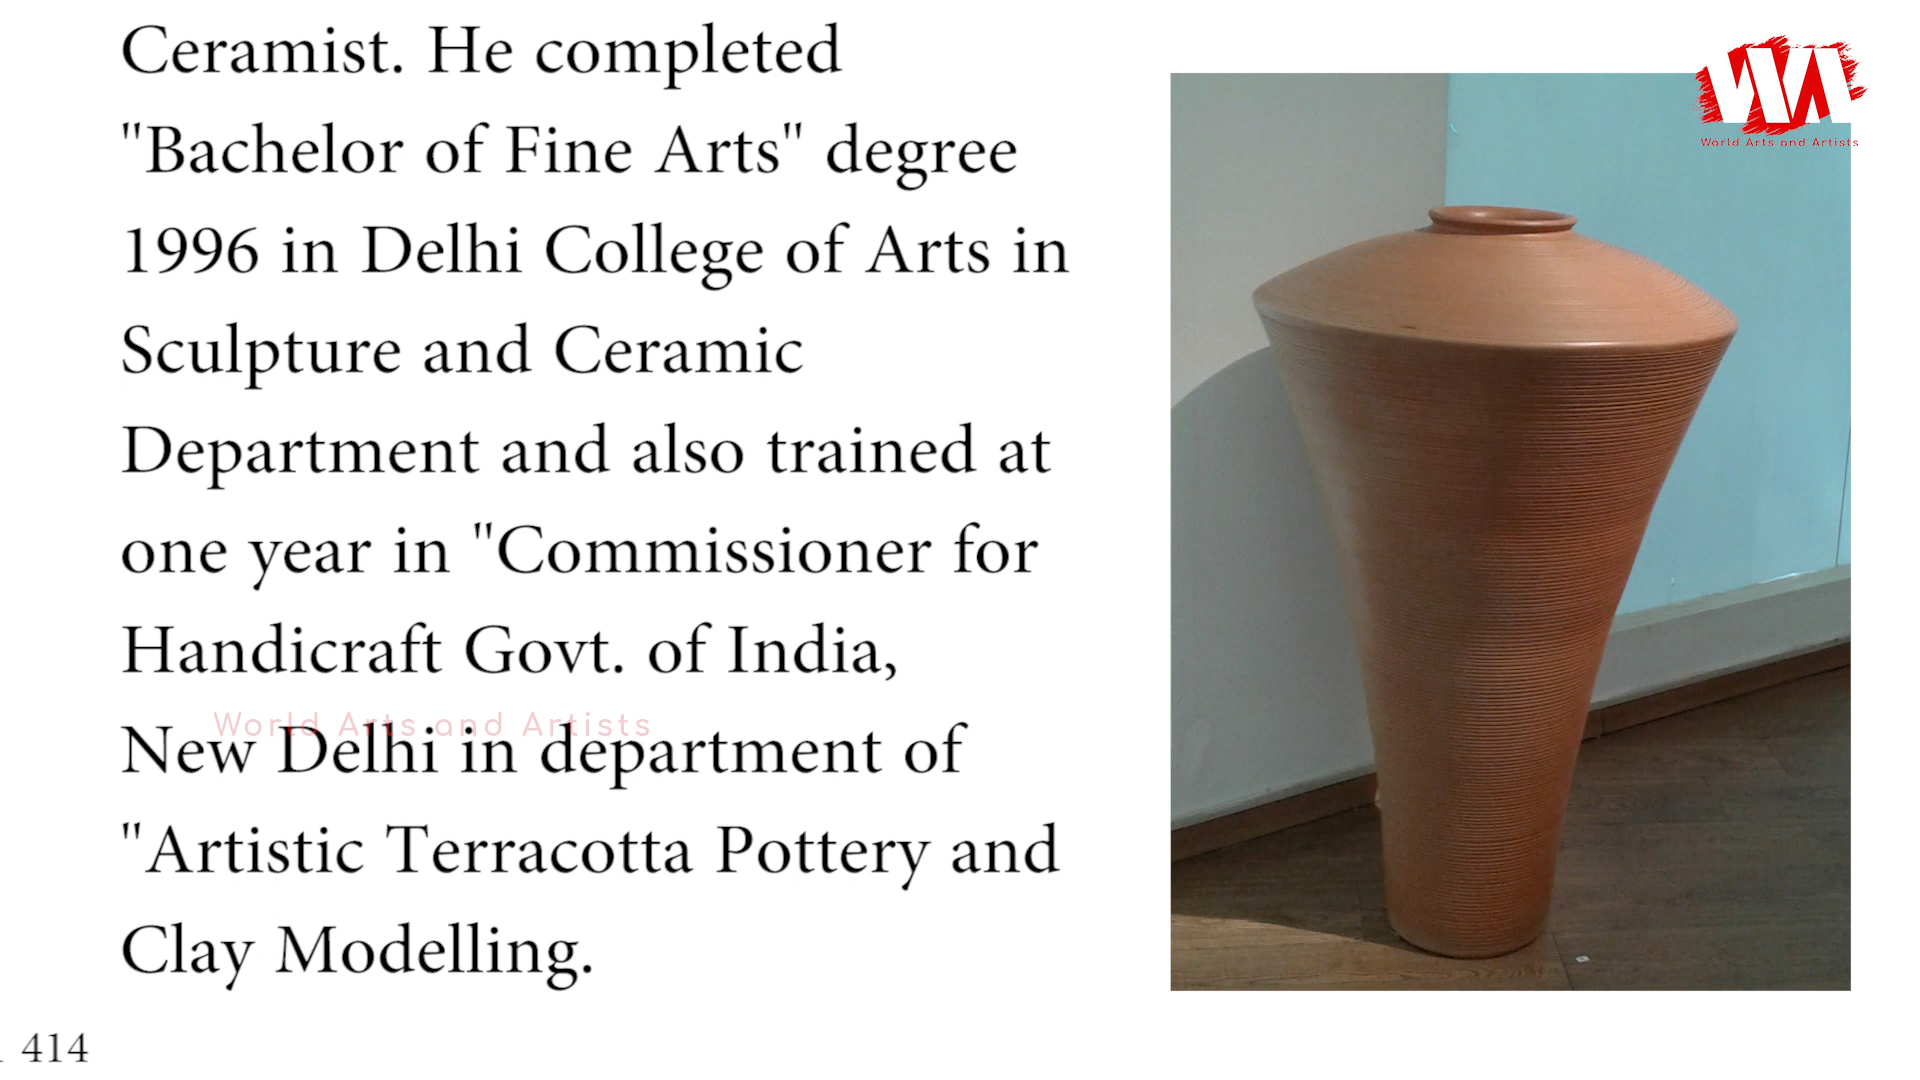 Ceramist. He completed
"Bachelor of Fine Arts" degree
1996 in Delhi College of Arts in
Sculpture and Ceramic
Department and also trained at
one year in "Commissioner for
Handicraft Govt. of India,
New Delhi in department of
"Artistic Terracotta Pottery and
Clay Modelling.
414
World Arts and Artists
WA
World Arts and Artists